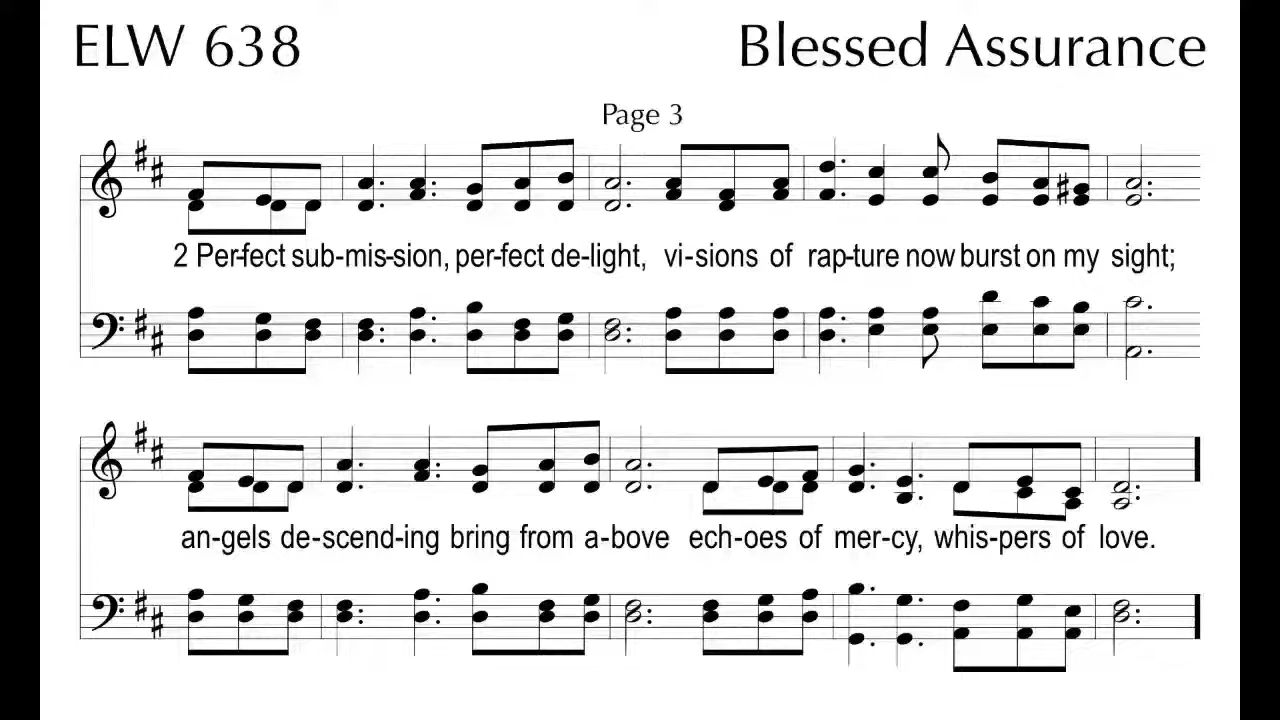 ELW 638 Blessed Assurance
Page 3
2 Per-fect sub-mis-sion, per-fect de-light, vi-sions of rap-ture now burst on my sight;
an-gels de-scend-ing bring from a-bove ech-oes of mer-cy, whis-pers of love.